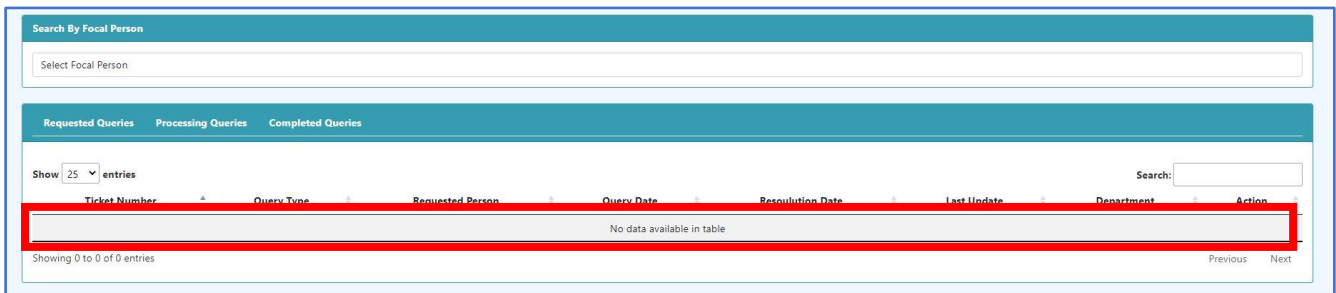 Search By Focal Person
Select Focal Person
Requested Queries Processing Queries Completed Queries
Show 25 entries Search:
Ticket Number Query Type Requested Person Query Date Resoulution Date Last Update Department Action
No data available in table
Showing 0 to 0 of 0 entries Previous Next